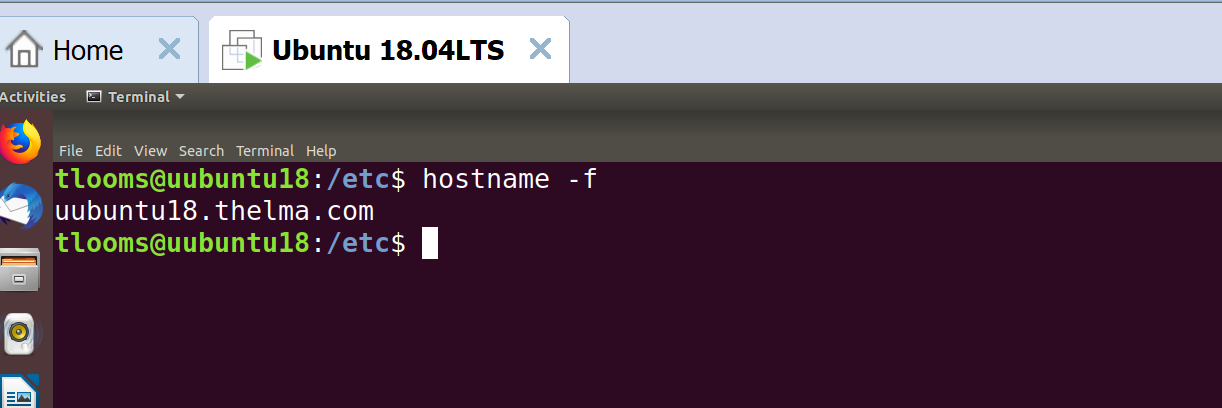 Home
Ubuntu 18.04LTS
Activities Terminal
File Edit View Search Terminal Help
tlooms@uubuntu18:/etc$ hostname -f
uubuntu18.thelma.com
tlooms@uubuntu18:/etc$